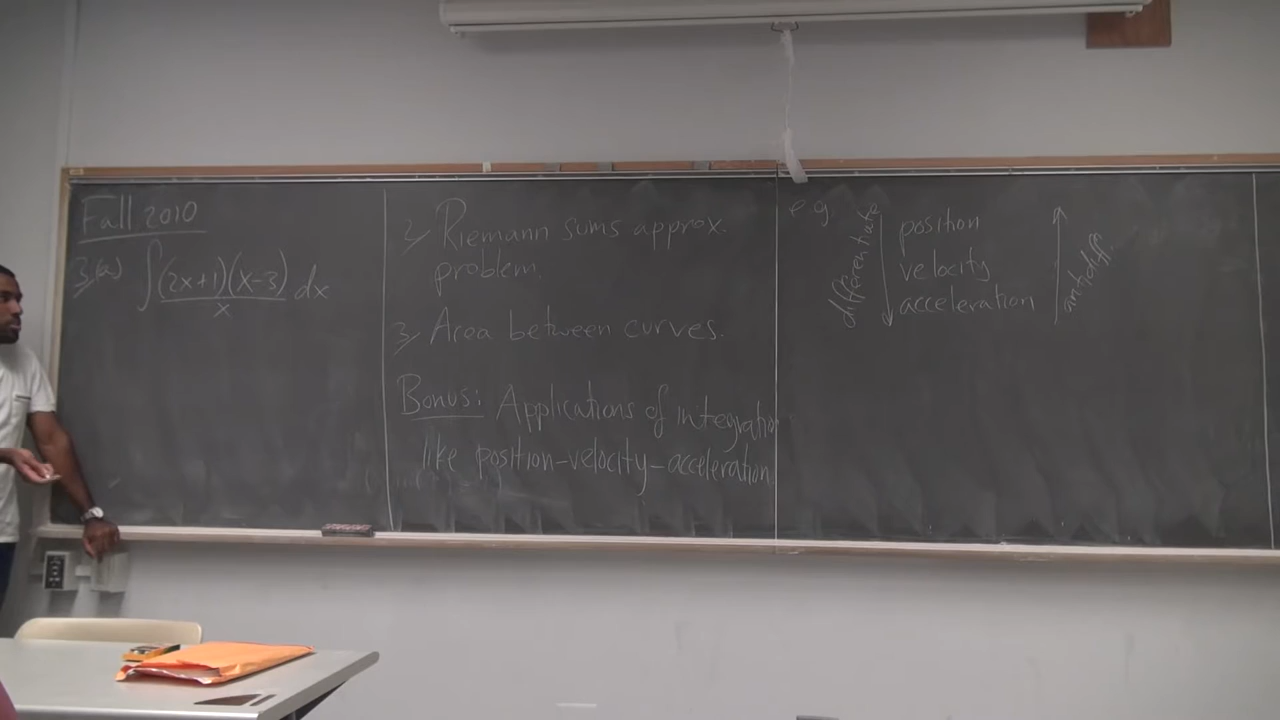 Fall 2010
3,(a) ∫ (2x+1)(x-3) dx
x
2, Riemann sums approx.
problem.
3, Area between curves.
Bonus: Applications of integration
like position-velocity-acceleration
e.g.
differentiate
position
velocity
acceleration
antidiff.